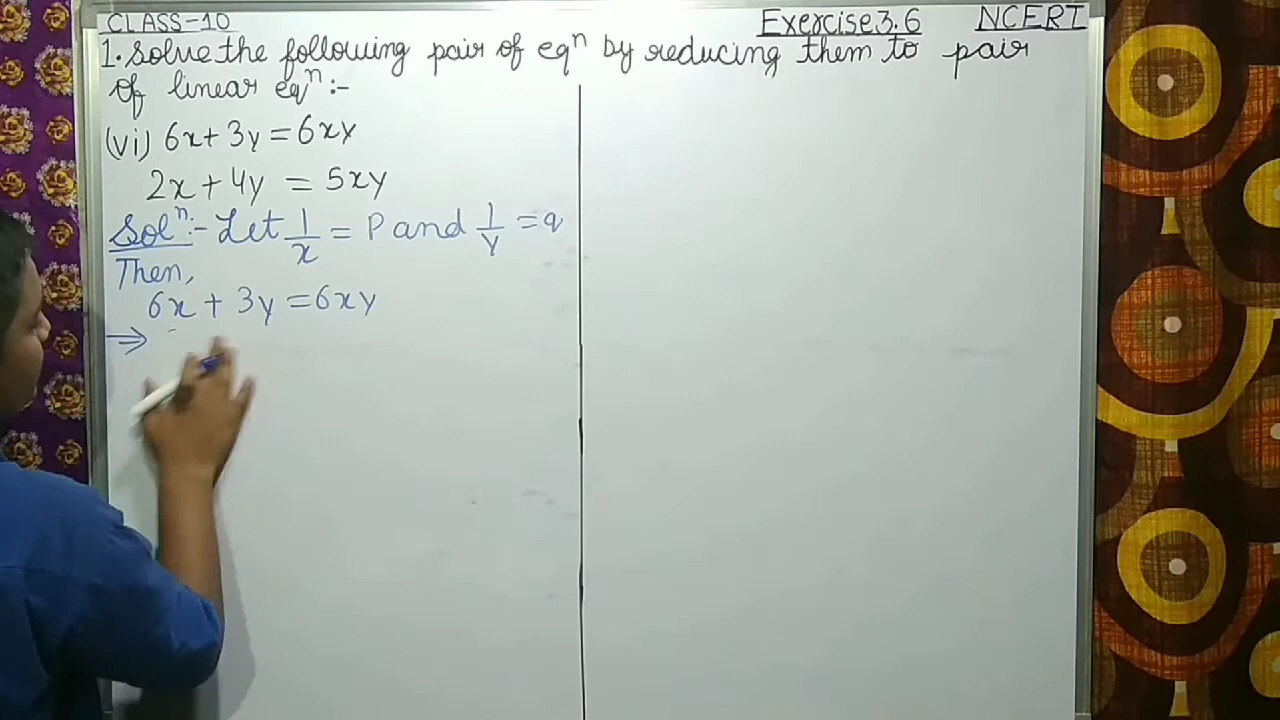 CLASS-10 Exercise 3.6 NCERT
1. Solve the following pair of eqⁿ by reducing them to pair
of linear eqⁿ :-
(vi) 6x + 3y = 6xy
2x + 4y = 5xy
Solⁿ:- Let 1/x = P and 1/y = q
Then,
6x + 3y = 6xy
⇒